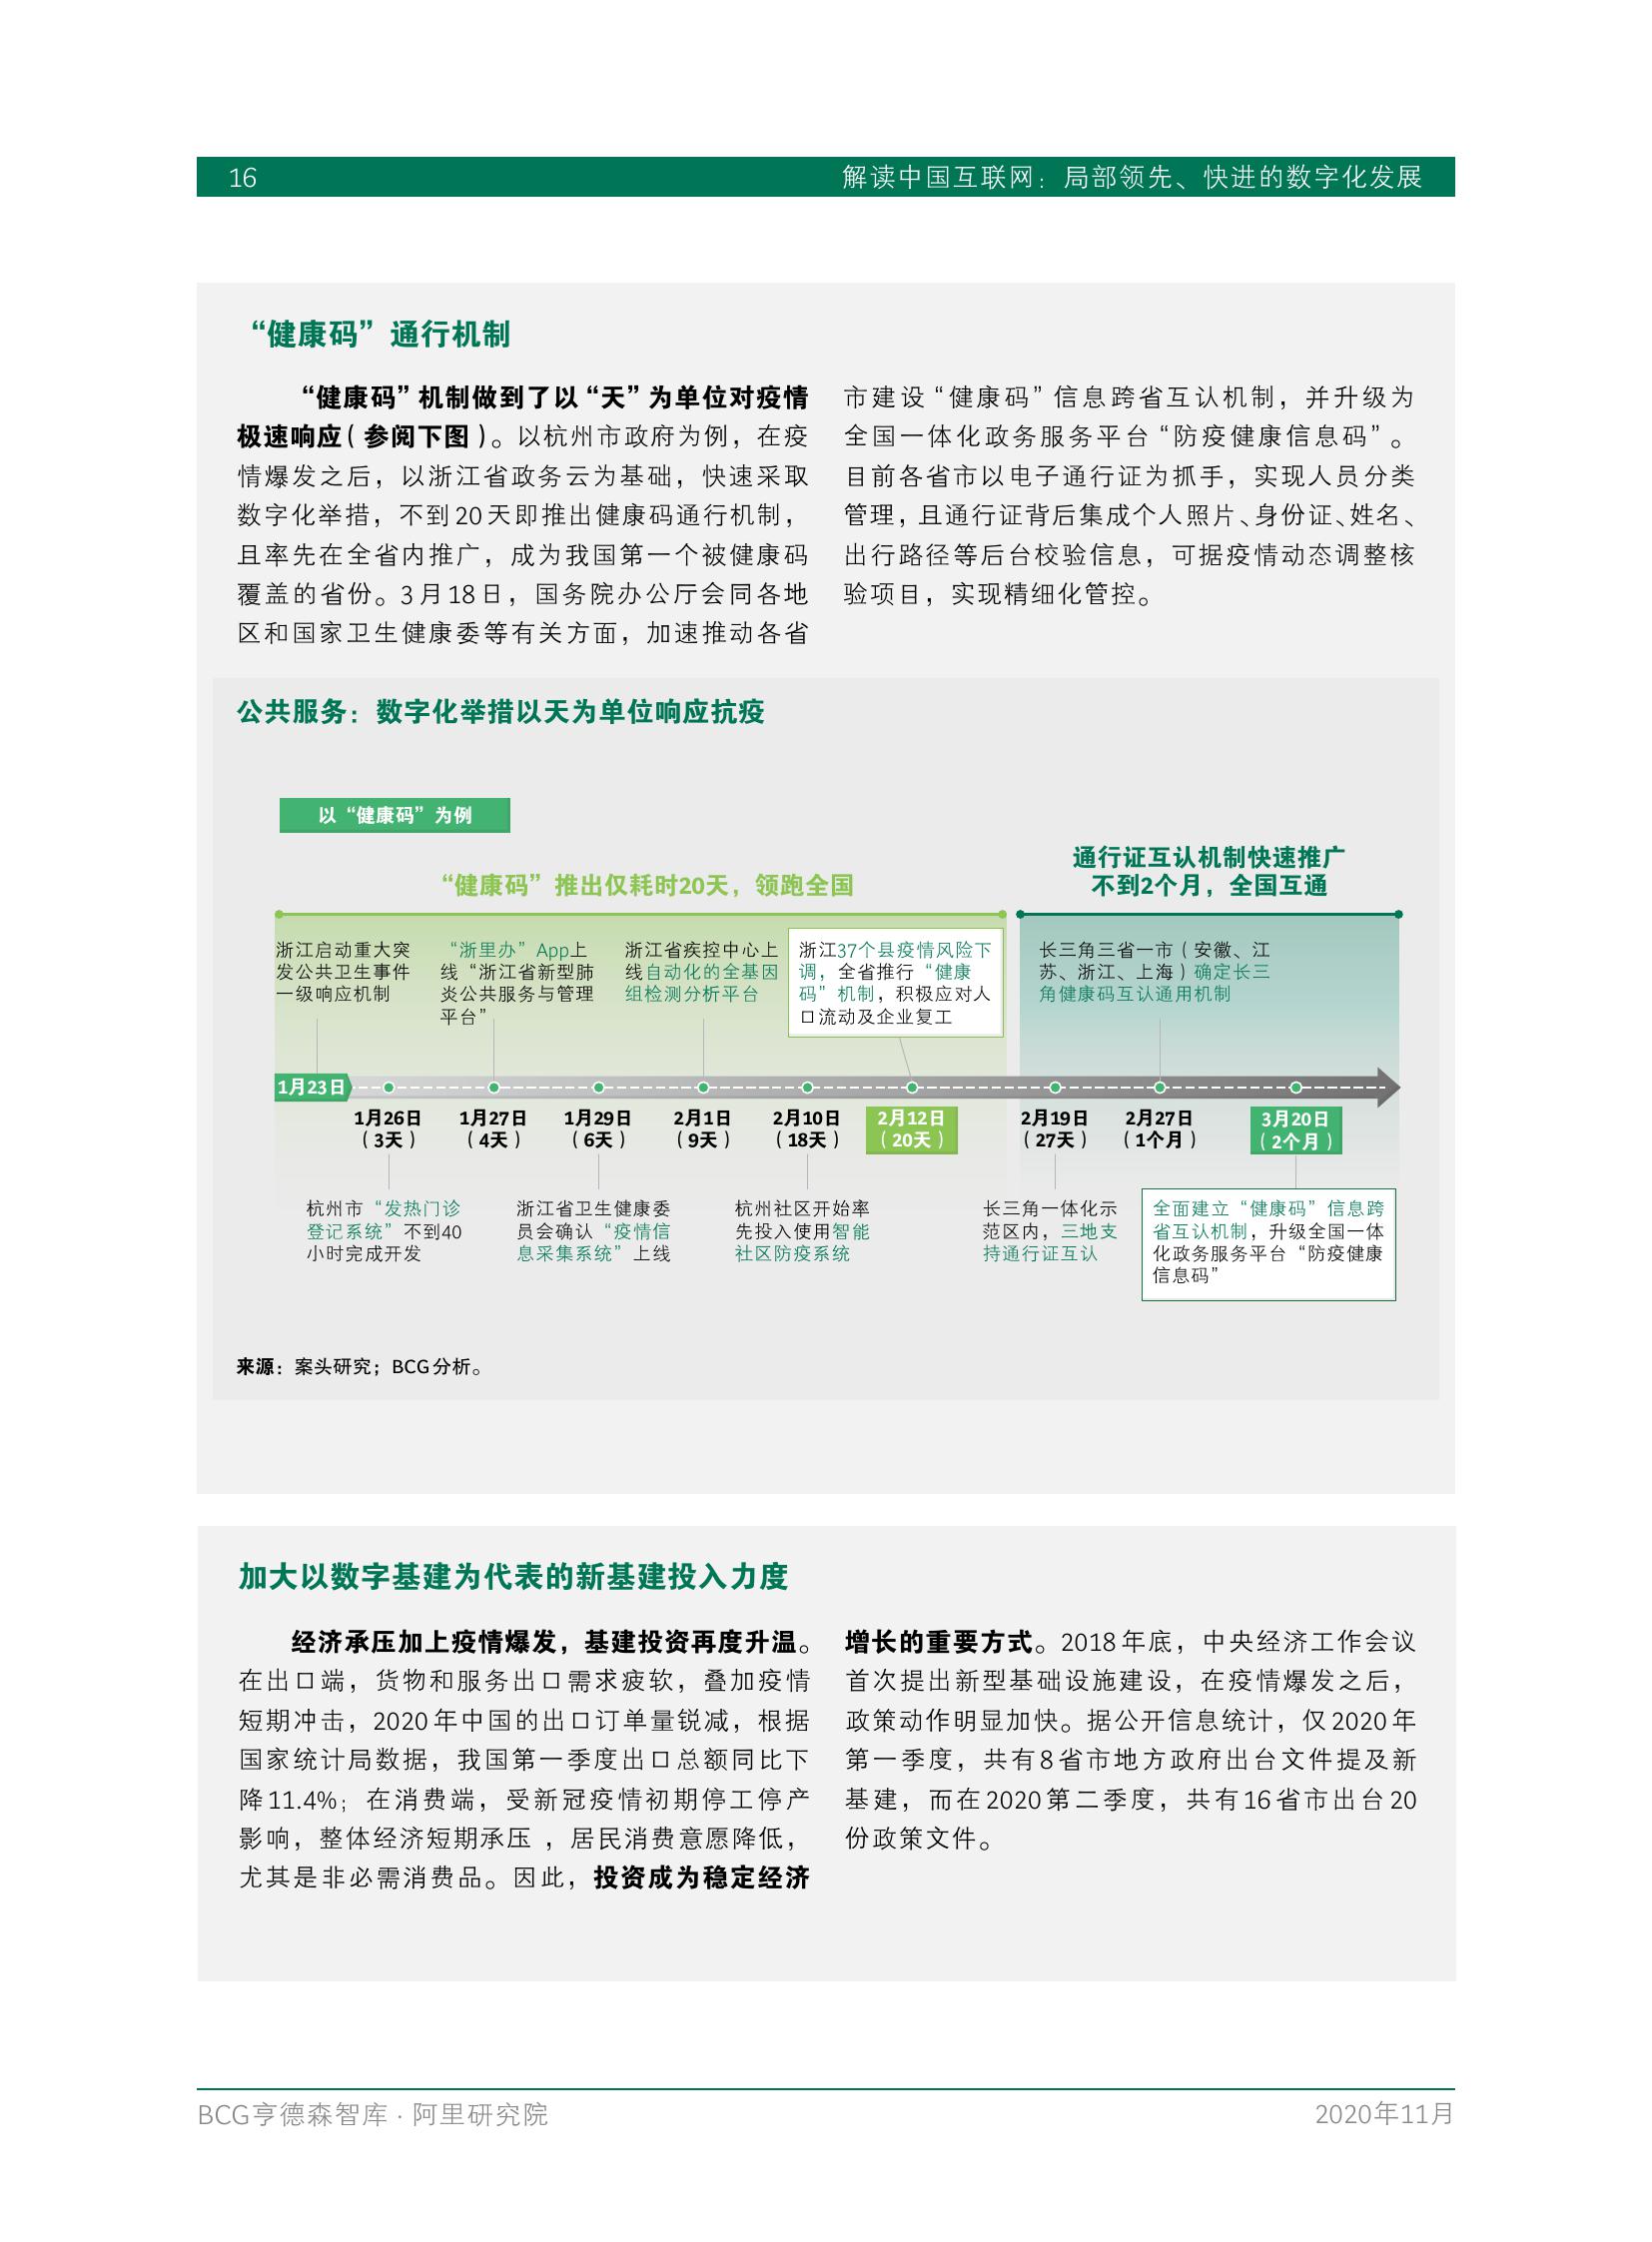 16
解读中国互联网：局部领先、快进的数字化发展
“健康码”通行机制
“健康码”机制做到了以“天”为单位对疫情
极速响应（参阅下图）。以杭州市政府为例，在疫
情爆发之后，以浙江省政务云为基础，快速采取
数字化举措，不到20天即推出健康码通行机制，
且率先在全省内推广，成为我国第一个被健康码
覆盖的省份。3月18日，国务院办公厅会同各地
区和国家卫生健康委等有关方面，加速推动各省
市建设“健康码”信息跨省互认机制，并升级为
全国一体化政务服务平台“防疫健康信息码”。
目前各省市以电子通行证为抓手，实现人员分类
管理，且通行证背后集成个人照片、身份证、姓名、
出行路径等后台校验信息，可据疫情动态调整核
验项目，实现精细化管控。
公共服务：数字化举措以天为单位响应抗疫
以“健康码”为例
“健康码”推出仅耗时20天，领跑全国
通行证互认机制快速推广
不到2个月，全国互通
浙江启动重大突
发公共卫生事件
一级响应机制
“浙里办”App上
线“浙江省新型肺
炎公共服务与管理
平台”
浙江省疾控中心上
线自动化的全基因
组检测分析平台
浙江37个县疫情风险下
调，全省推行“健康
码”机制，积极应对人
口流动及企业复工
长三角三省一市（安徽、江
苏、浙江、上海）确定长三
角健康码互认通用机制
1月23日
1月26日
（3天）
1月27日
（4天）
1月29日
（6天）
2月1日
（9天）
2月10日
（18天）
2月12日
（20天）
2月19日
（27天）
2月27日
（1个月）
3月20日
（2个月）
杭州市“发热门诊
登记系统”不到40
小时完成开发
浙江省卫生健康委
员会确认“疫情信
息采集系统”上线
杭州社区开始率
先投入使用智能
社区防疫系统
长三角一体化示
范区内，三地支
持通行证互认
全面建立“健康码”信息跨
省互认机制，升级全国一体
化政务服务平台“防疫健康
信息码”
来源：案头研究；BCG分析。
加大以数字基建为代表的新基建投入力度
经济承压加上疫情爆发，基建投资再度升温。
在出口端，货物和服务出口需求疲软，叠加疫情
短期冲击，2020年中国的出口订单量锐减，根据
国家统计局数据，我国第一季度出口总额同比下
降11.4%；在消费端，受新冠疫情初期停工停产
影响，整体经济短期承压 ，居民消费意愿降低，
尤其是非必需消费品。因此，投资成为稳定经济
增长的重要方式。2018年底，中央经济工作会议
首次提出新型基础设施建设，在疫情爆发之后，
政策动作明显加快。据公开信息统计，仅2020年
第一季度，共有8省市地方政府出台文件提及新
基建，而在2020第二季度，共有16省市出台20
份政策文件。
BCG亨德森智库 · 阿里研究院
2020年11月